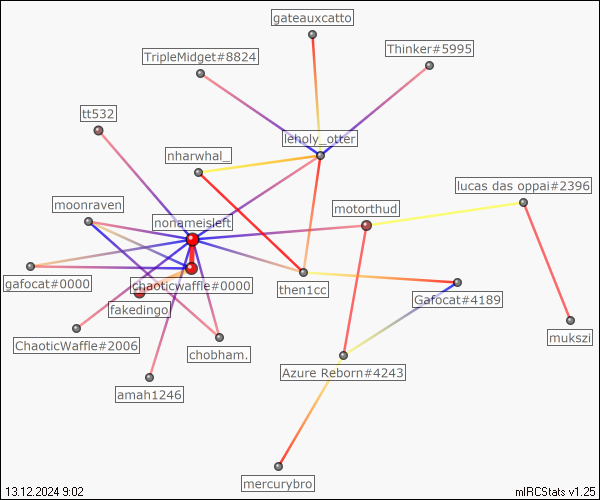 gateauxcatto
Thinker#5995
TripleMidget#8824
tt532
leholy_otter
nharwhal_
lucas das oppai#2396
moonraven
motorthud
nonameisleft
gafocat#0000
chaoticwaffle#0000
then1cc
fakedingo
Gafocat#4189
ChaoticWaffle#2006
chobham.
mukszi
Azure Reborn#4243
amah1246
mercurybro
13.12.2024 9:02
mIRCStats v1.25